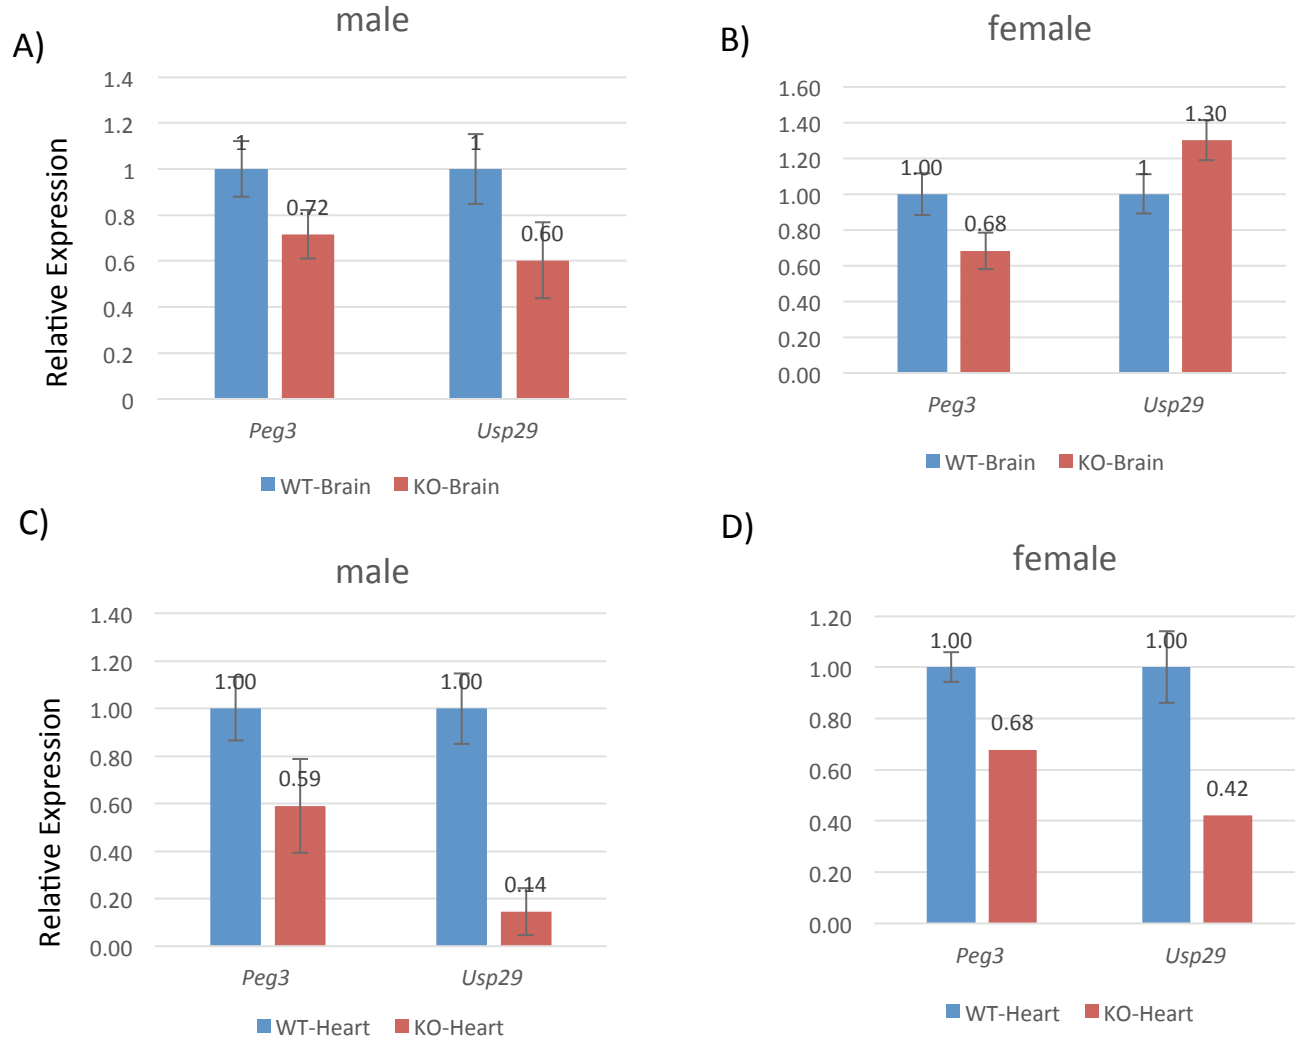 A)
male
Relative Expression
1.4
1.2
1
0.8
0.6
0.4
0.2
0
1
0.72
1
0.60
Peg3 Usp29
WT-Brain KO-Brain
B)
female
1.60
1.40
1.20
1.00
0.80
0.60
0.40
0.20
0.00
1.00
0.68
1
1.30
Peg3 Usp29
WT-Brain KO-Brain
C)
male
Relative Expression
1.40
1.20
1.00
0.80
0.60
0.40
0.20
0.00
1.00
0.59
1.00
0.14
Peg3 Usp29
WT-Heart KO-Heart
D)
female
1.20
1.00
0.80
0.60
0.40
0.20
0.00
1.00
0.68
1.00
0.42
Peg3 Usp29
WT-Heart KO-Heart